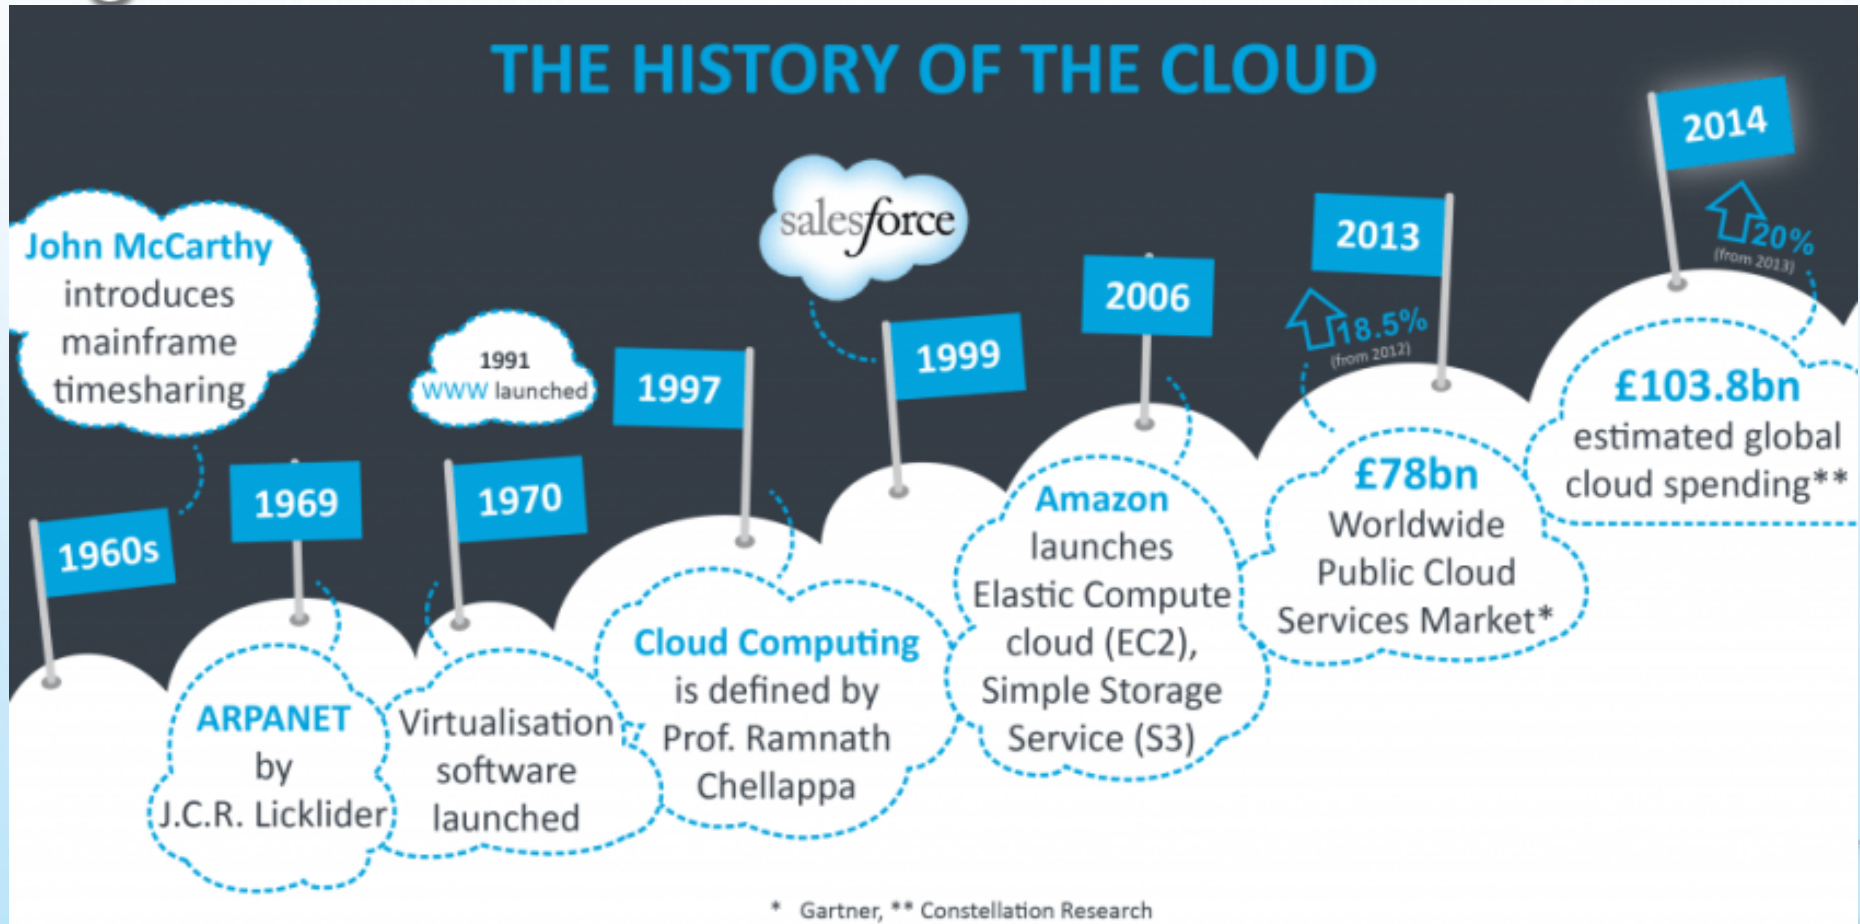 THE HISTORY OF THE CLOUD
John McCarthy
introduces
mainframe
timesharing
1960s
1969
ARPANET
by
J.C.R. Licklider
1970
Virtualisation
software
launched
1991
WWW launched
1997
Cloud Computing
is defined by
Prof. Ramnath
Chellappa
salesforce
1999
2006
Amazon
launches
Elastic Compute
cloud (EC2),
Simple Storage
Service (S3)
2013
18.5%
(from 2012)
£78bn
Worldwide
Public Cloud
Services Market*
2014
20%
(from 2013)
£103.8bn
estimated global
cloud spending**
* Gartner, ** Constellation Research